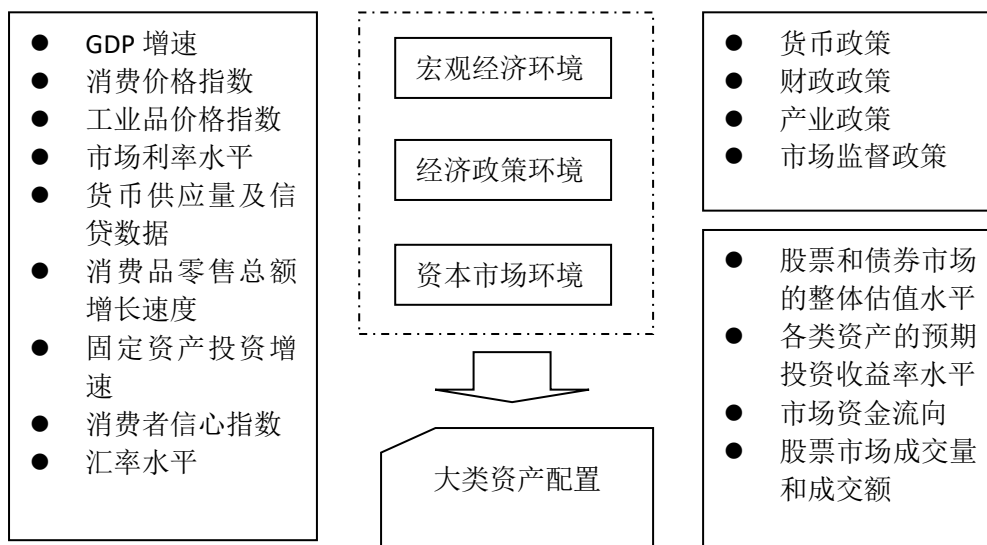 GDP 增速
消费价格指数
工业品价格指数
市场利率水平
货币供应量及信
贷数据
消费品零售总额
增长速度
固定资产投资增
速
消费者信心指数
汇率水平
宏观经济环境
经济政策环境
资本市场环境
大类资产配置
货币政策
财政政策
产业政策
市场监督政策
股票和债券市场
的整体估值水平
各类资产的预期
投资收益率水平
市场资金流向
股票市场成交量
和成交额